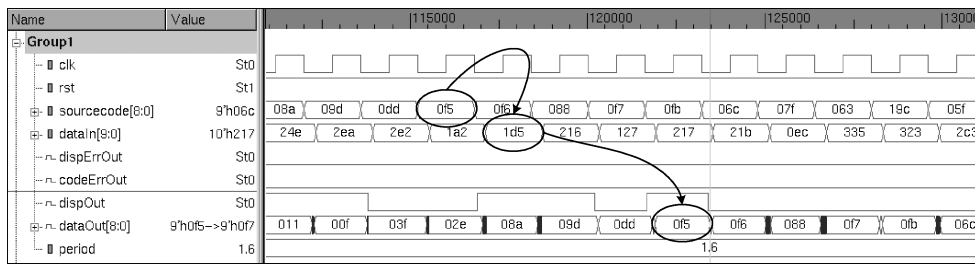 Name Value 115000 120000 125000 13000
Group1
clk St0
rst St1
sourcecode[8:0] 9'h06c 08a 09d 0dd 0f5 0f6 088 0f7 0fb 06c 07f 063 19c 05f
dataIn[9:0] 10'h217 24e 2ea 2e2 1a2 1d5 216 127 217 21b 0ec 335 323 2c3
dispErrOut St0
codeErrOut St0
dispOut St0
dataOut[8:0] 9'h0f5->9'h0f7 011 00f 03f 02e 08a 09d 0dd 0f5 0f6 088 0f7 0fb 06c
period 1.6 1.6